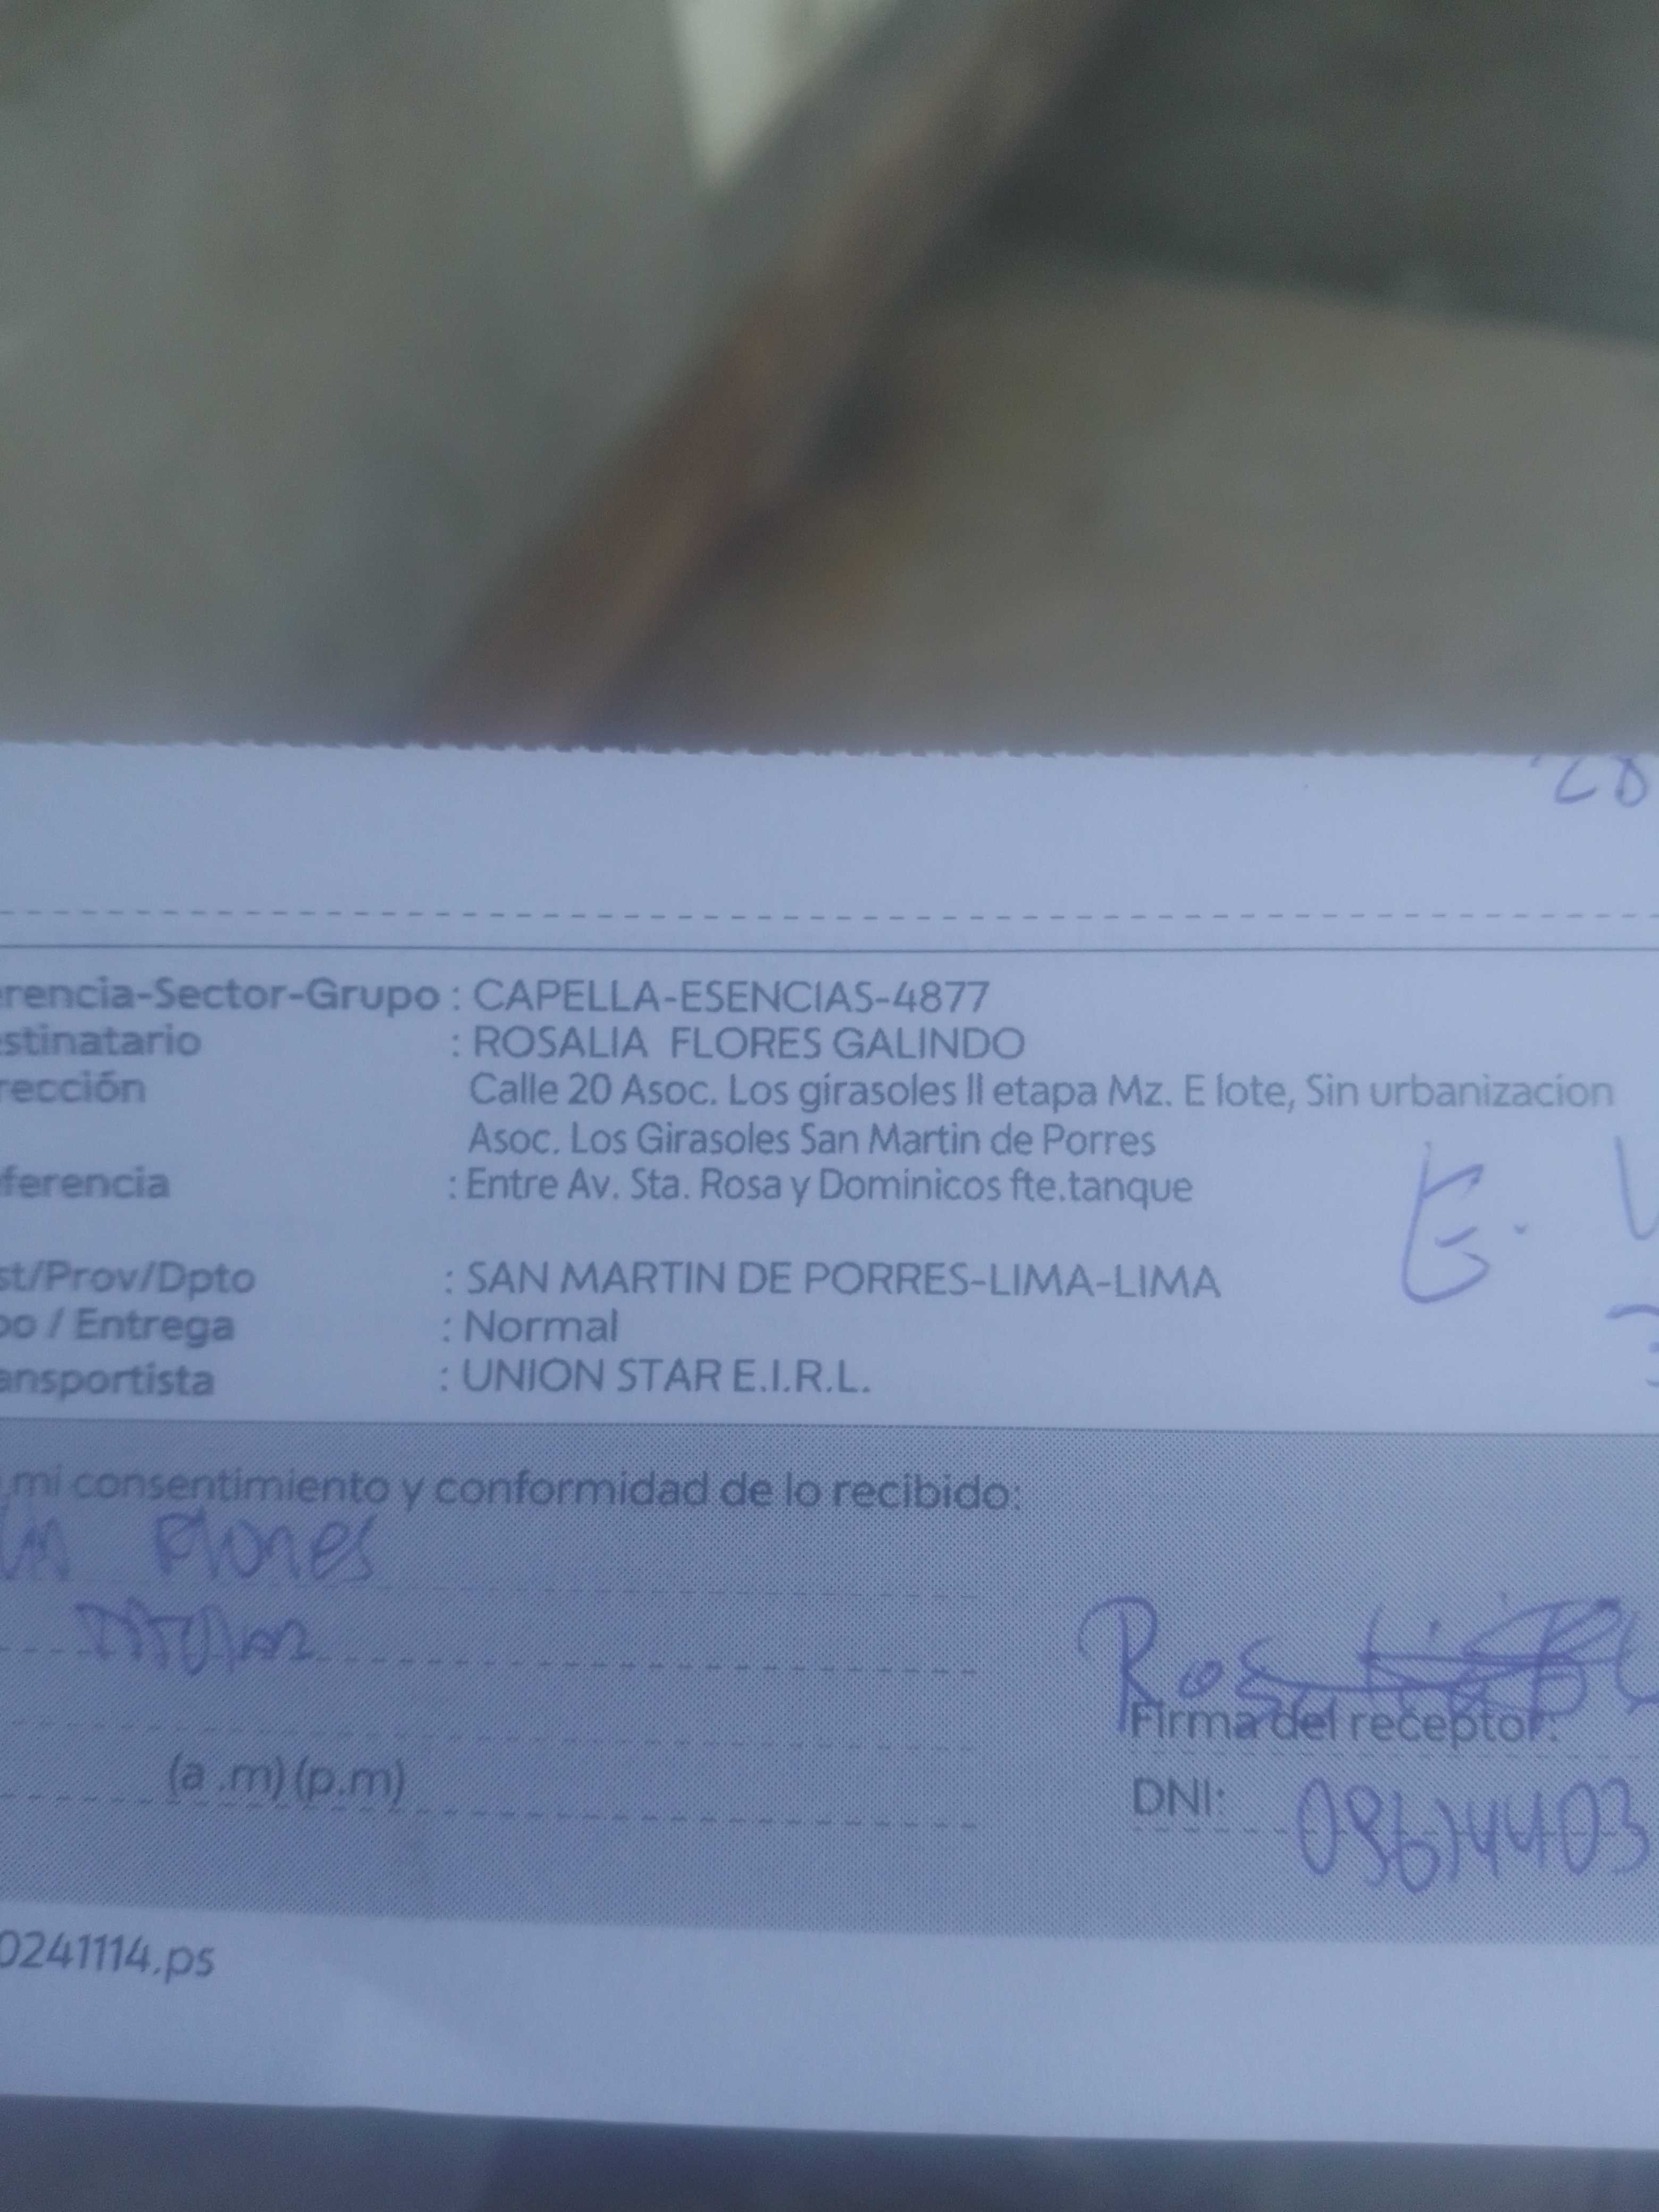 20
erencia-Sector-Grupo : CAPELLA-ESENCIAS-4877
estinatario : ROSALIA FLORES GALINDO
rección Calle 20 Asoc. Los girasoles II etapa Mz. E lote, Sin urbanizacion
Asoc. Los Girasoles San Martin de Porres
ferencia : Entre Av. Sta. Rosa y Dominicos fte.tanque
E.
st/Prov/Dpto : SAN MARTIN DE PORRES-LIMA-LIMA
po / Entrega : Normal
ansportista : UNION STAR E.I.R.L.
mi consentimiento y conformidad de lo recibido:
Flores
Titular
Firma del receptor:
(a .m) (p.m)
DNI:
0241114.ps